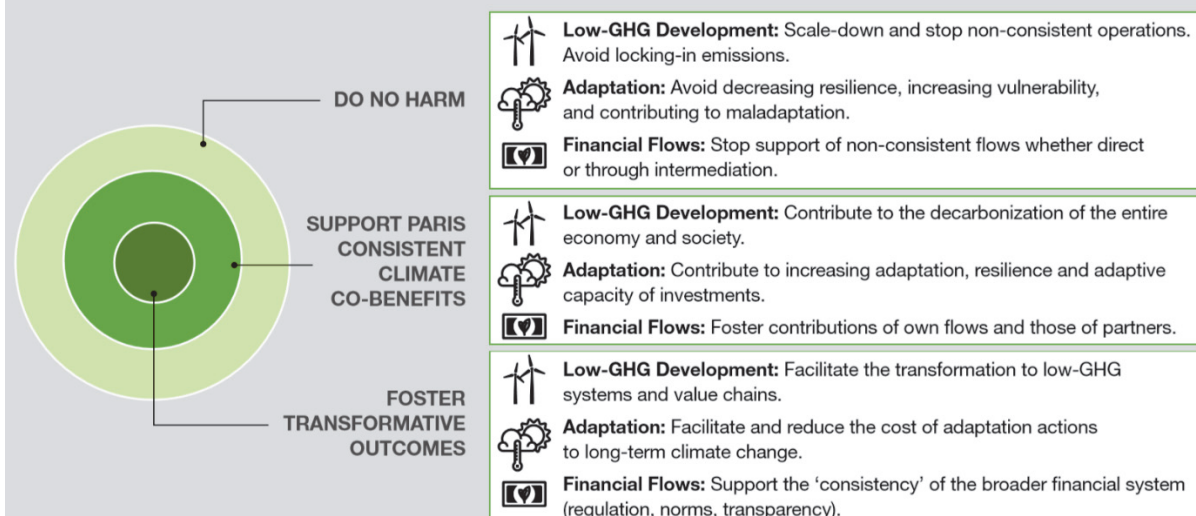 DO NO HARM
Low-GHG Development: Scale-down and stop non-consistent operations.
Avoid locking-in emissions.
Adaptation: Avoid decreasing resilience, increasing vulnerability,
and contributing to maladaptation.
Financial Flows: Stop support of non-consistent flows whether direct
or through intermediation.
SUPPORT PARIS
CONSISTENT
CLIMATE
CO-BENEFITS
Low-GHG Development: Contribute to the decarbonization of the entire
economy and society.
Adaptation: Contribute to increasing adaptation, resilience and adaptive
capacity of investments.
Financial Flows: Foster contributions of own flows and those of partners.
FOSTER
TRANSFORMATIVE
OUTCOMES
Low-GHG Development: Facilitate the transformation to low-GHG
systems and value chains.
Adaptation: Facilitate and reduce the cost of adaptation actions
to long-term climate change.
Financial Flows: Support the ‘consistency’ of the broader financial system
(regulation, norms, transparency).